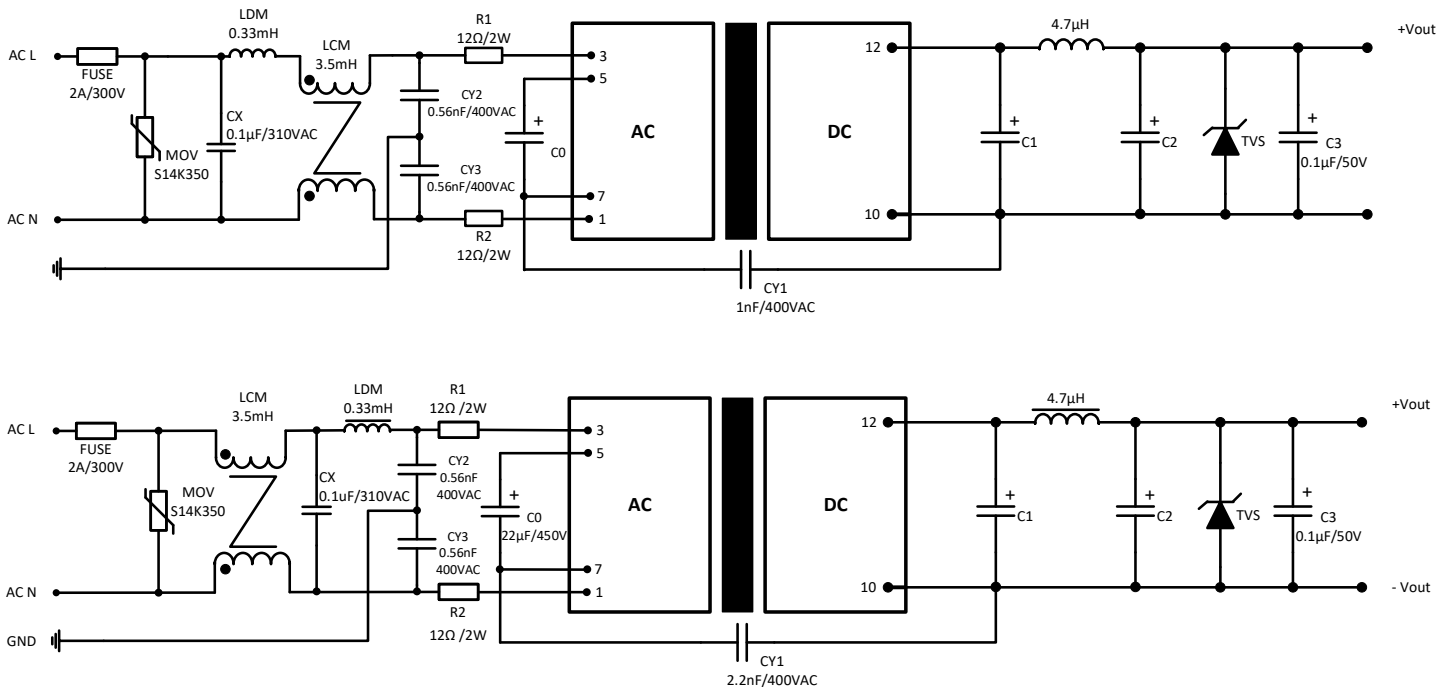 LDM
0.33mH
R1
12Ω/2W
4.7µH
+Vout
LCM
3.5mH
12
AC L
3
FUSE
2A/300V
5
CY2
0.56nF/400VAC
CX
0.1µF/310VAC
+
+
+
+
AC
DC
C1
C2
TVS
C3
0.1µF/50V
MOV
S14K350
C0
CY3
0.56nF/400VAC
7
AC N
1
10
R2
12Ω/2W
CY1
1nF/400VAC
LCM
3.5mH
LDM
0.33mH
R1
12Ω /2W
4.7µH
+Vout
AC L
3
12
FUSE
2A/300V
5
CY2
0.56nF
400VAC
CX
0.1uF/310VAC
MOV
S14K350
+
+
+
+
C0
22µF/450V
AC
DC
C1
C2
TVS
C3
0.1µF/50V
CY3
0.56nF
400VAC
7
AC N
1
10
- Vout
R2
12Ω /2W
GND
CY1
2.2nF/400VAC